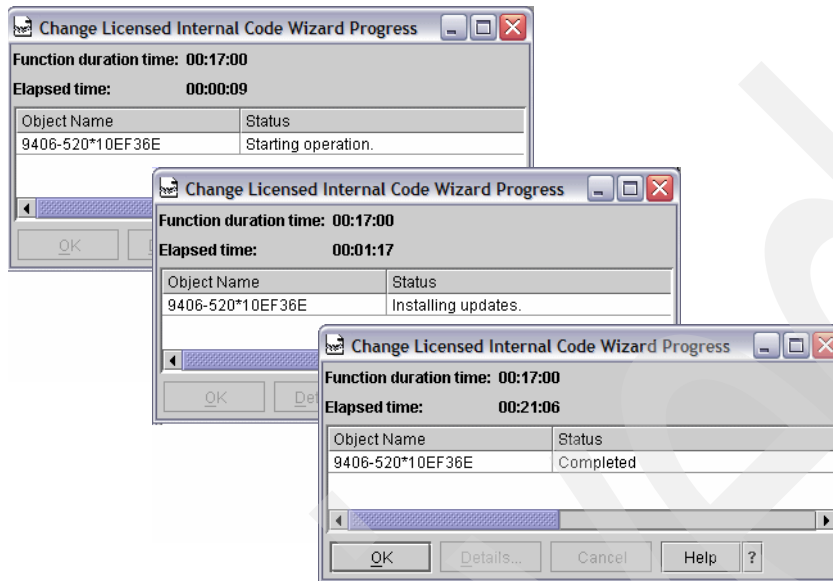 Change Licensed Internal Code Wizard Progress
Function duration time: 00:17:00
Elapsed time: 00:00:09
Object Name Status
9406-520*10EF36E Starting operation.
OK
Change Licensed Internal Code Wizard Progress
Function duration time: 00:17:00
Elapsed time: 00:01:17
Object Name Status
9406-520*10EF36E Installing updates.
OK Det
Change Licensed Internal Code Wizard Progress
Function duration time: 00:17:00
Elapsed time: 00:21:06
Object Name Status
9406-520*10EF36E Completed
OK Details... Cancel Help ?